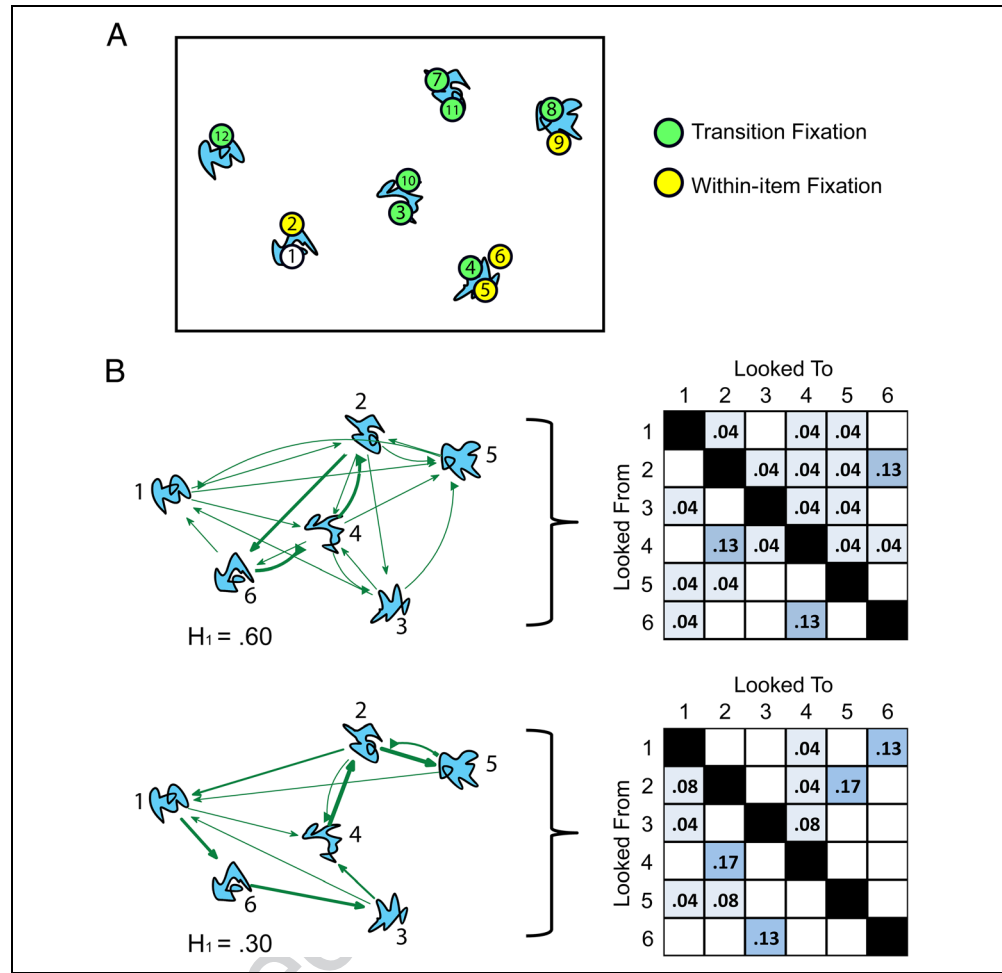 A
7
11
8
9
12
10
3
2
1
4
6
5
Transition Fixation
Within-item Fixation
B
Looked To
1 2 3 4 5 6
Looked From
1 .04 .04 .04
2 .04 .04 .04 .13
3 .04 .04 .04
4 .13 .04 .04 .04
5 .04 .04
6 .04 .13
2
5
1
4
6
3
H1 = .60
Looked To
1 2 3 4 5 6
Looked From
1 .04 .13
2 .08 .04 .17
3 .04 .08
4 .17
5 .04 .08
6 .13
2
5
1
4
6
3
H1 = .30